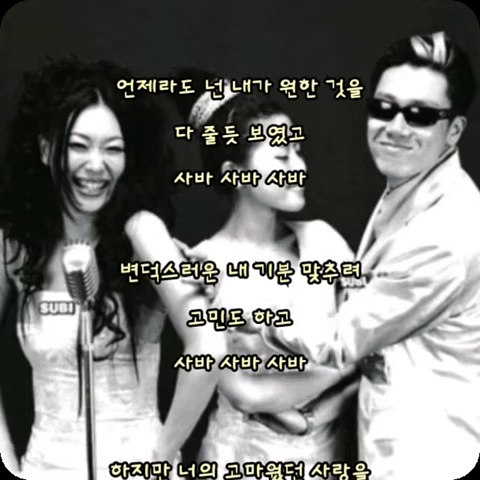 언제라도 넌 내가 원한 것을
다 줄듯 보였고
사바 사바 사바
변덕스러운 내 기분 맞추려
SUBI
고민도 하고
사바 사바 사바
하지만 너의 고마웠던 사랑을